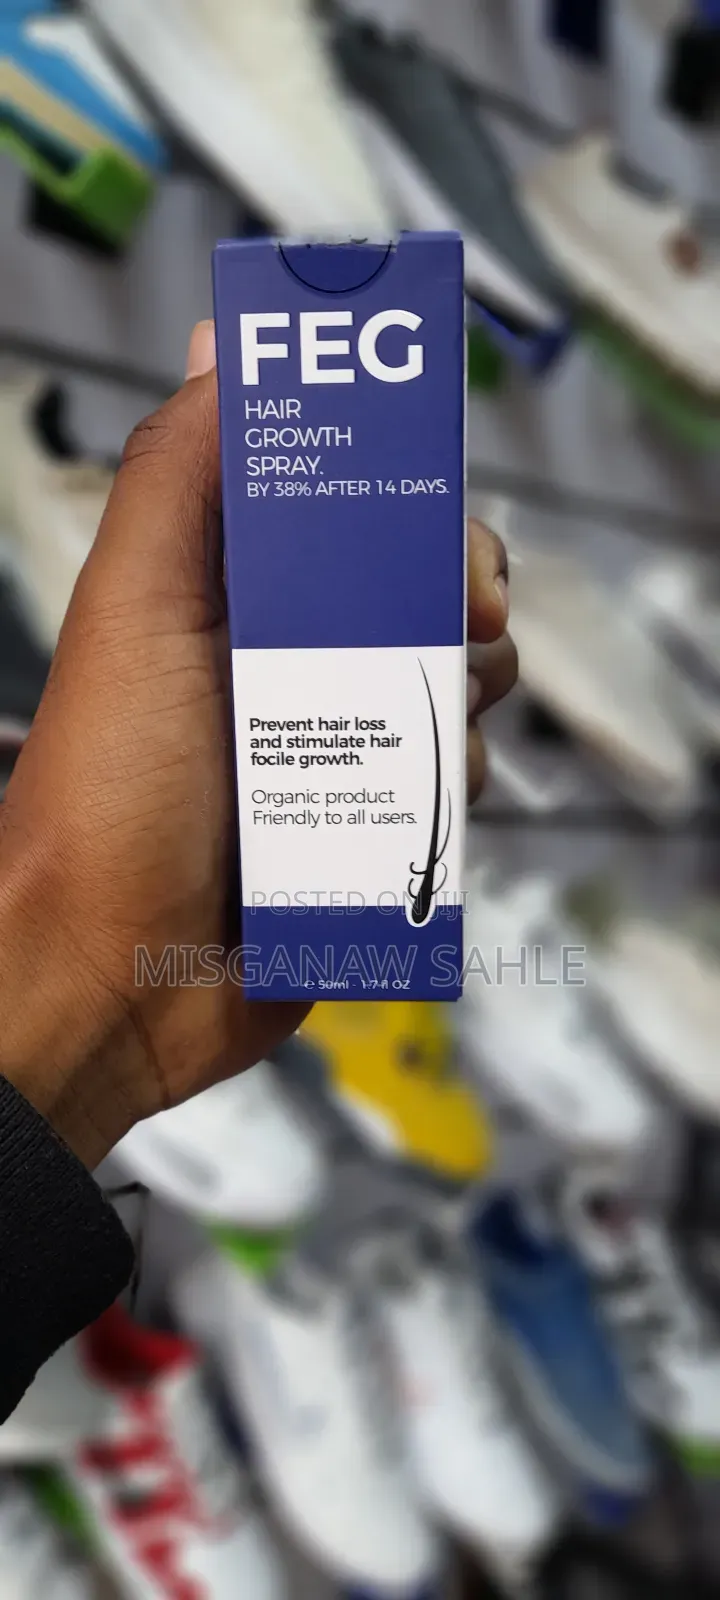 FEG
HAIR
GROWTH
SPRAY.
BY 38% AFTER 14 DAYS.
Prevent hair loss
and stimulate hair
focile growth.
Organic product
Friendly to all users.
POSTED ON JIJI
MISGANAW SAHLE
℮ 50ml - 1.7 fl OZ